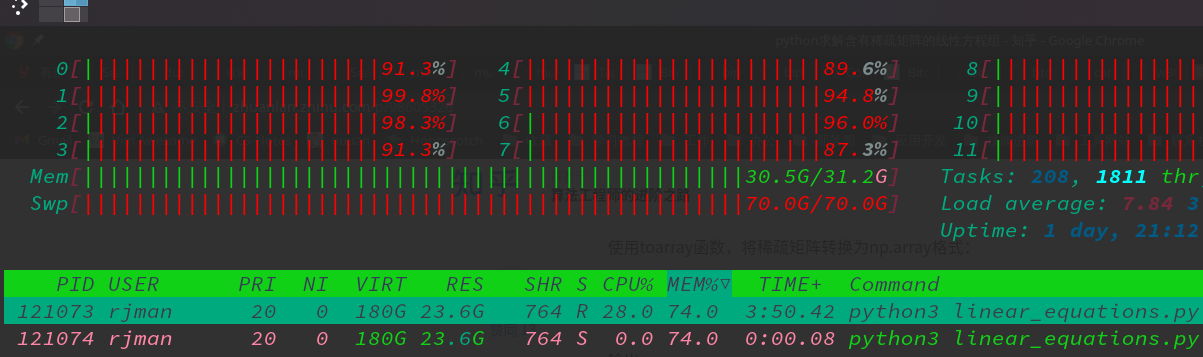 python求解含有稀疏矩阵的线性方程组 - 知乎 - Google Chrome
0[|||||||||||||||||||||||91.3%] 4[|||||||||||||||||||||||89.6%] 8[||||||||||||||||
1[|||||||||||||||||||||||99.8%] 5[|||||||||||||||||||||||94.8%] 9[||||||||||||||||
2[|||||||||||||||||||||||98.3%] 6[|||||||||||||||||||||||96.0%] 10[||||||||||||||||
3[|||||||||||||||||||||||91.3%] 7[|||||||||||||||||||||||87.3%] 11[||||||||||||||||
Mem[|||||||||||||||||||||||||||||||||||||||||||||||||||30.5G/31.2G] Tasks: 208, 1811 thr
Swp[|||||||||||||||||||||||||||||||||||||||||||||||||||70.0G/70.0G] Load average: 7.84 3
Uptime: 1 day, 21:12
使用toarray函数，将稀疏矩阵转换为np.array格式:
PID USER PRI NI VIRT RES SHR S CPU% MEM%▽ TIME+ Command
121073 rjman 20 0 180G 23.6G 764 R 28.0 74.0 3:50.42 python3 linear_equations.py
121074 rjman 20 0 180G 23.6G 764 S 0.0 74.0 0:00.08 python3 linear_equations.py